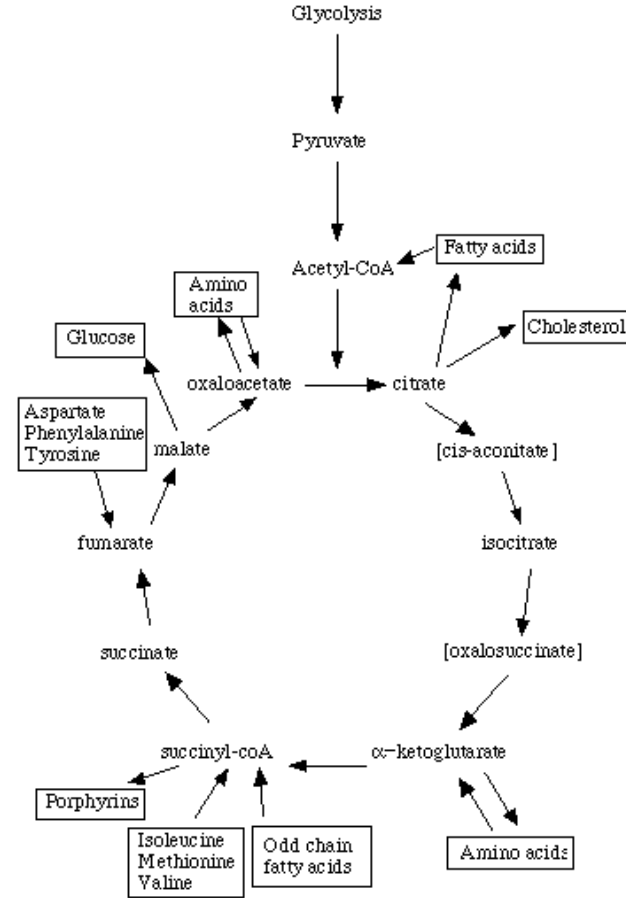 Glycolysis
Pyruvate
Acetyl-CoA
Fatty acids
Amino
acids
Cholesterol
Glucose
oxaloacetate
citrate
Aspartate
Phenylalanine
Tyrosine
malate
[cis-aconitate]
fumarate
isocitrate
succinate
[oxalosuccinate]
succinyl-coA
α-ketoglutarate
Porphyrins
Isoleucine
Methionine
Valine
Odd chain
fatty acids
Amino acids